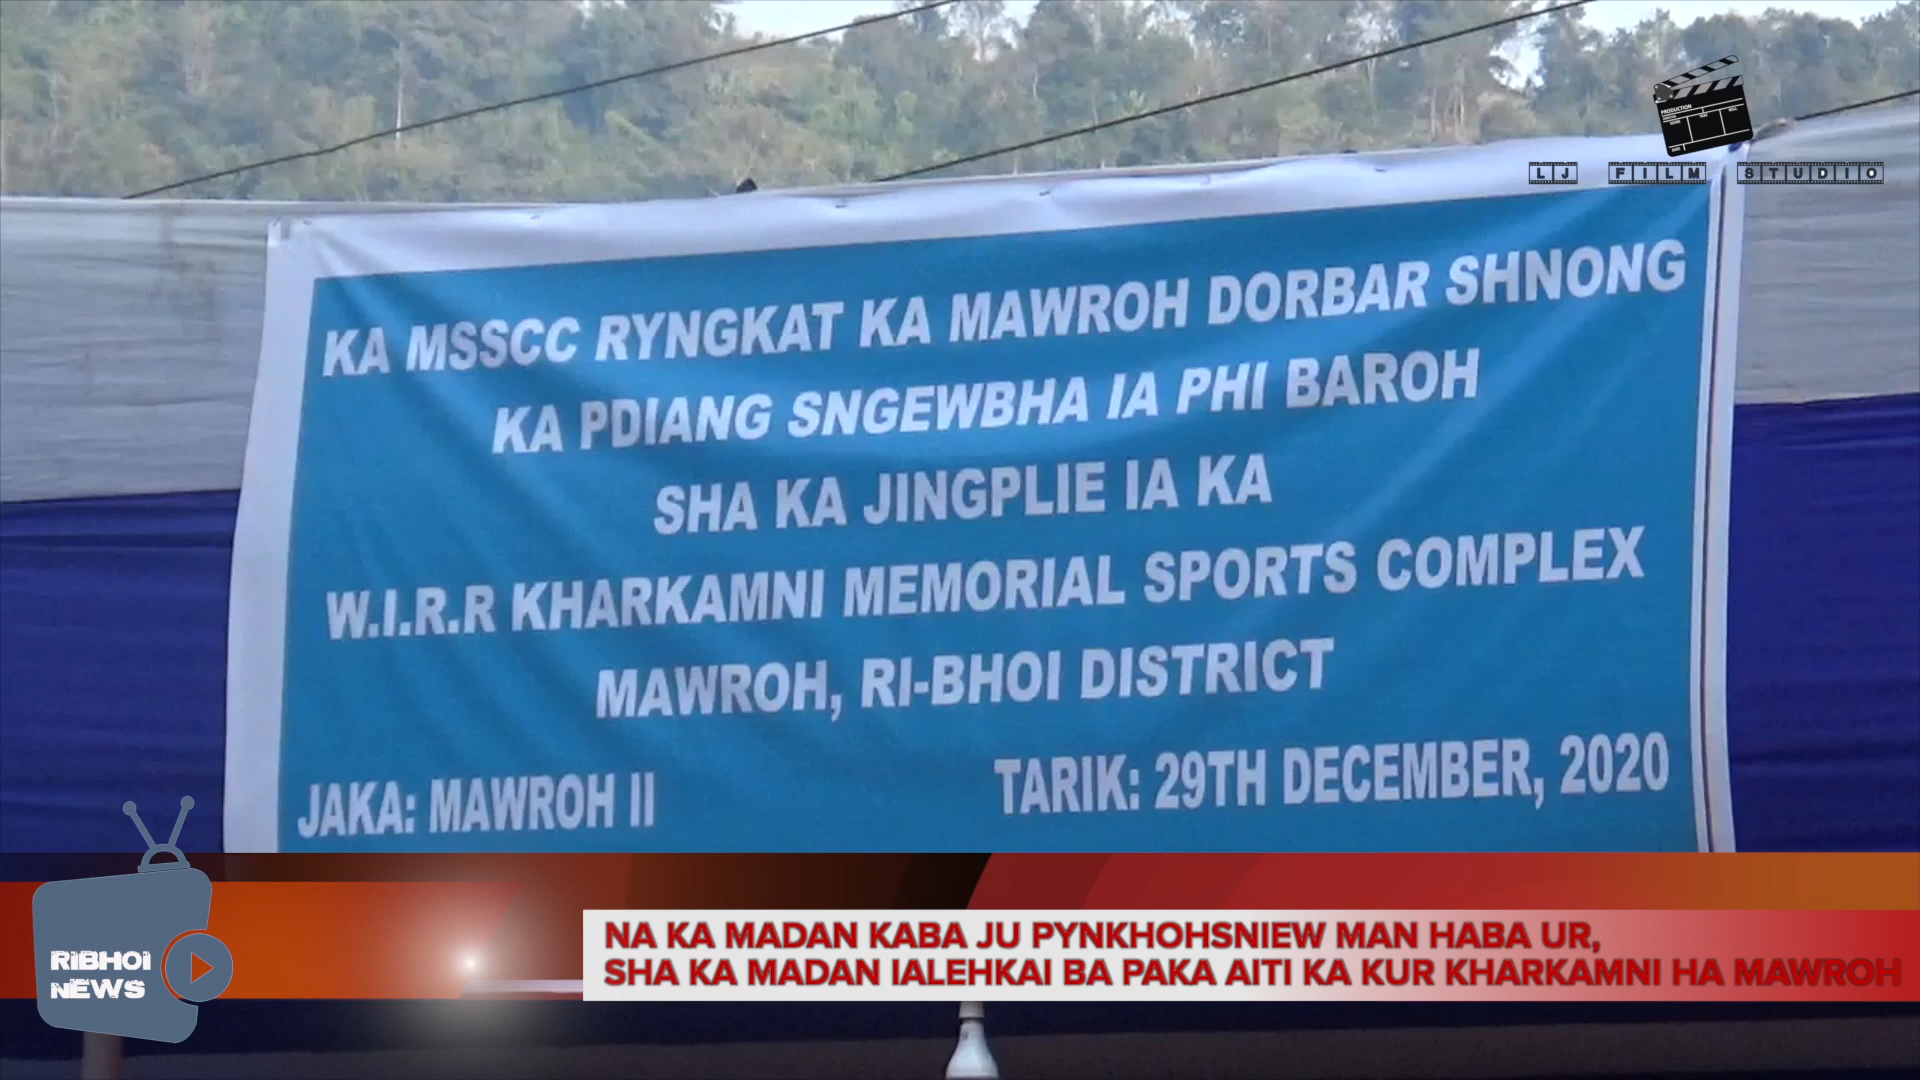 LJ FILM STUDIO
KA MSSCC RYNGKAT KA MAWROH DORBAR SHNONG
KA PDIANG SNGEWBHA IA PHI BAROH
SHA KA JINGPLIE IA KA
W.I.R.R KHARKAMNI MEMORIAL SPORTS COMPLEX
MAWROH, RI-BHOI DISTRICT
JAKA: MAWROH II TARIK: 29TH DECEMBER, 2020
RIBHOI
NEWS
NA KA MADAN KABA JU PYNKHOHSNIEW MAN HABA UR,
SHA KA MADAN IALEHKAI BA PAKA AITI KA KUR KHARKAMNI HA MAWROH